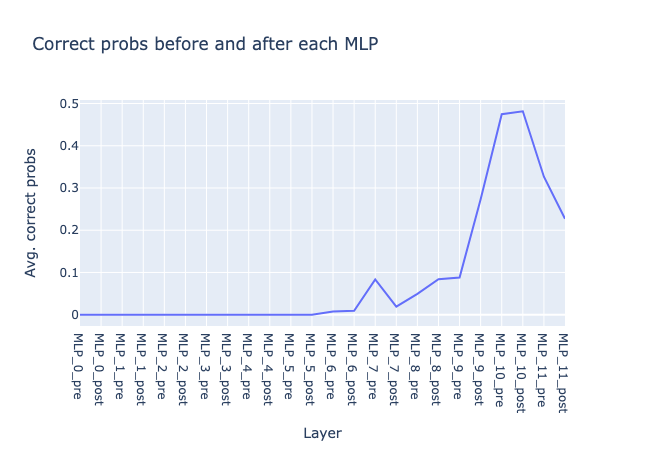 Correct probs before and after each MLP
Avg. correct probs
0.5
0.4
0.3
0.2
0.1
0
MLP_0_pre
MLP_0_post
MLP_1_pre
MLP_1_post
MLP_2_pre
MLP_2_post
MLP_3_pre
MLP_3_post
MLP_4_pre
MLP_4_post
MLP_5_pre
MLP_5_post
MLP_6_pre
MLP_6_post
MLP_7_pre
MLP_7_post
MLP_8_pre
MLP_8_post
MLP_9_pre
MLP_9_post
MLP_10_pre
MLP_10_post
MLP_11_pre
MLP_11_post
Layer